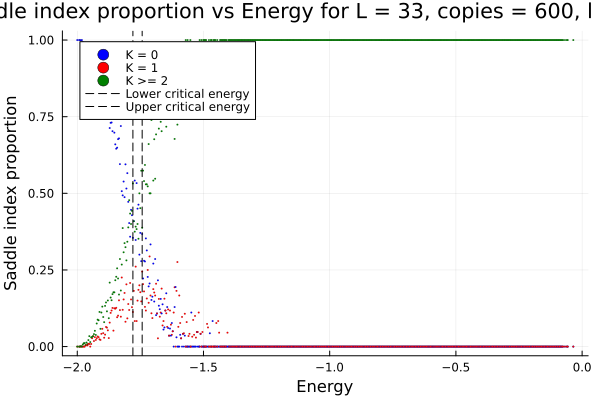 dle index proportion vs Energy for L = 33, copies = 600,
1.00
0.75
0.50
0.25
0.00
Saddle index proportion
K = 0
K = 1
K >= 2
Lower critical energy
Upper critical energy
−2.0
−1.5
−1.0
−0.5
0.0
Energy